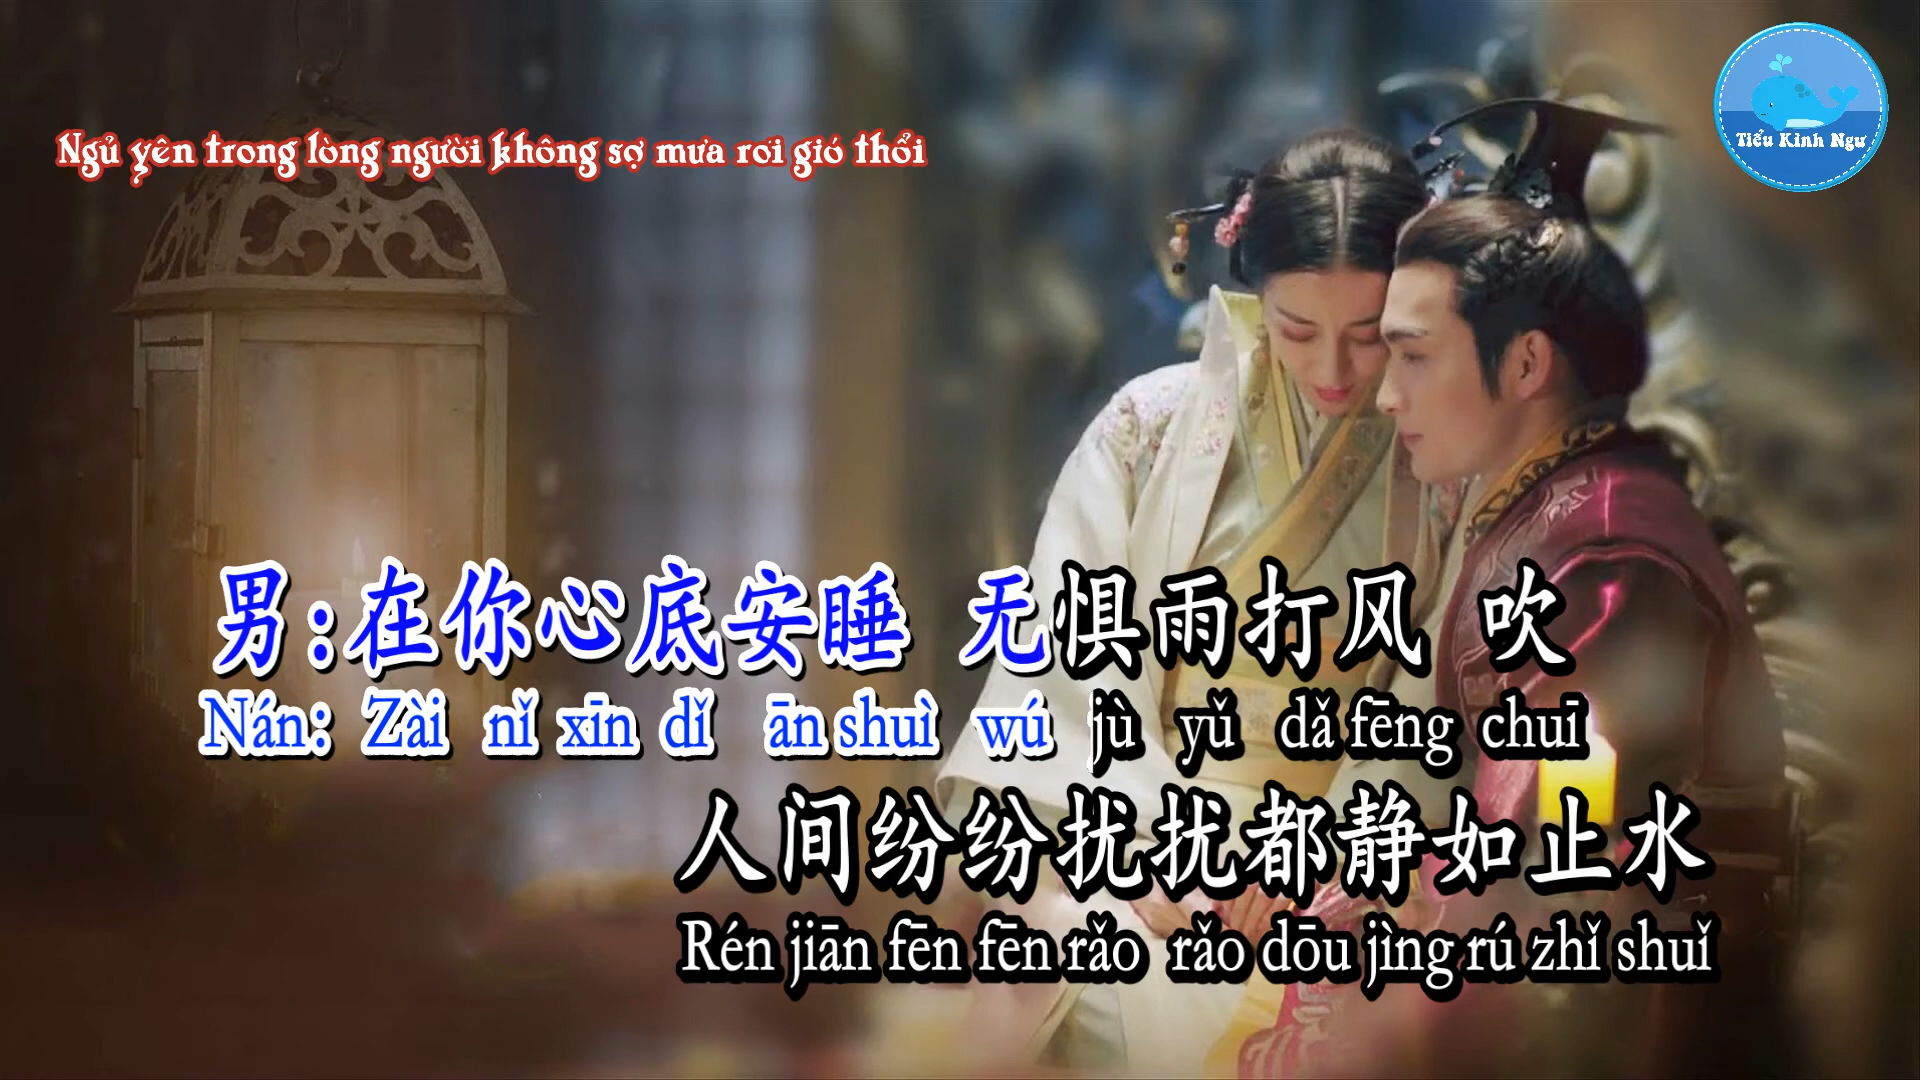 Tiểu Kình Ngư
Ngủ yên trong lòng người không sợ mưa rơi gió thổi
男:在你心底安睡 无惧雨打风 吹
Nán: Zài nǐ xīn dǐ ān shuì wú jù yǔ dǎ fēng chuī
人间纷纷扰扰都静如止水
Rén jiān fēn fēn rǎo rǎo dōu jìng rú zhǐ shuǐ